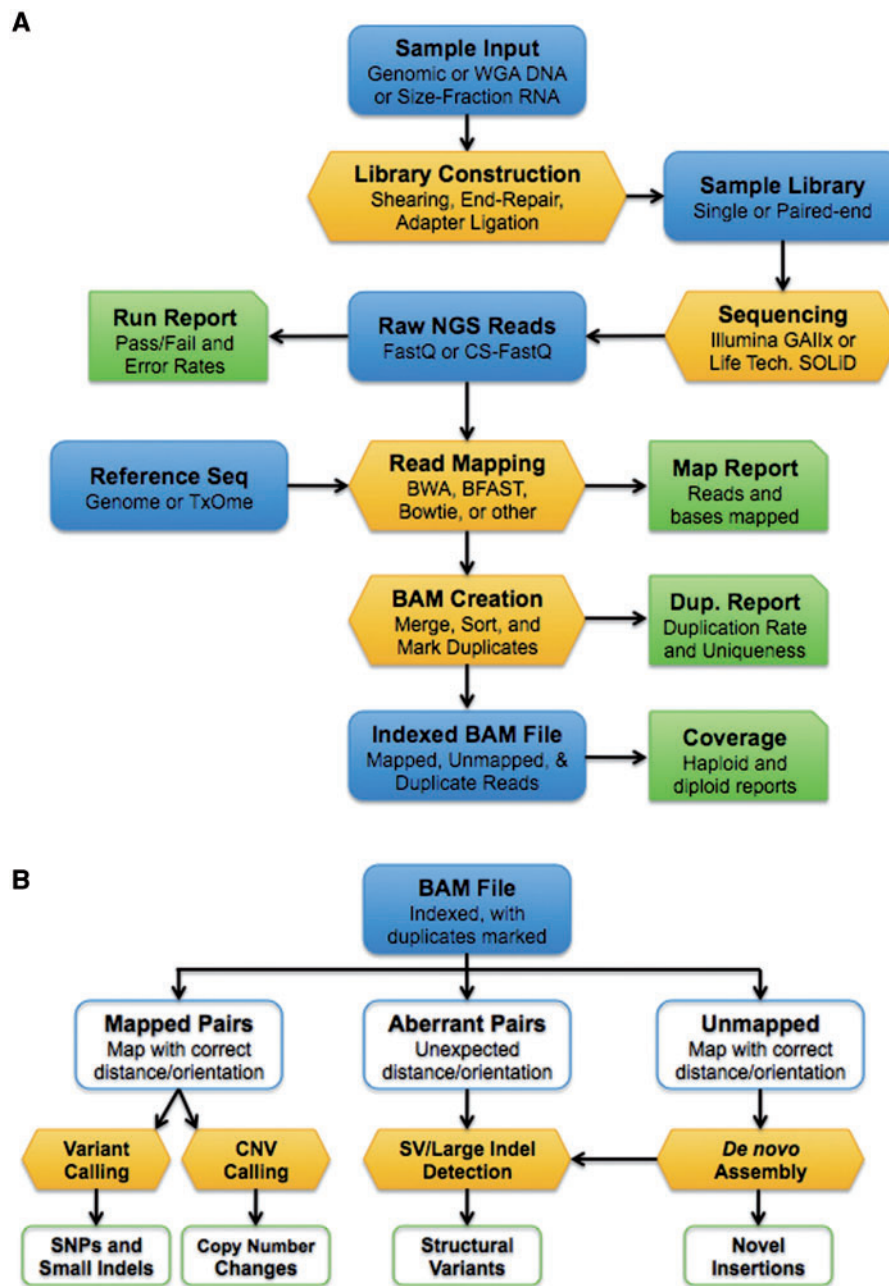 A
Sample Input
Genomic or WGA DNA
or Size-Fraction RNA
Library Construction
Shearing, End-Repair,
Adapter Ligation
Sample Library
Single or Paired-end
Run Report
Pass/Fail and
Error Rates
Raw NGS Reads
FastQ or CS-FastQ
Sequencing
Illumina GAIIx or
Life Tech. SOLiD
Reference Seq
Genome or TxOme
Read Mapping
BWA, BFAST,
Bowtie, or other
Map Report
Reads and
bases mapped
BAM Creation
Merge, Sort, and
Mark Duplicates
Dup. Report
Duplication Rate
and Uniqueness
Indexed BAM File
Mapped, Unmapped, &
Duplicate Reads
Coverage
Haploid and
diploid reports
B
BAM File
Indexed, with
duplicates marked
Mapped Pairs
Map with correct
distance/orientation
Aberrant Pairs
Unexpected
distance/orientation
Unmapped
Map with correct
distance/orientation
Variant
Calling
CNV
Calling
SV/Large Indel
Detection
De novo
Assembly
SNPs and
Small Indels
Copy Number
Changes
Structural
Variants
Novel
Insertions